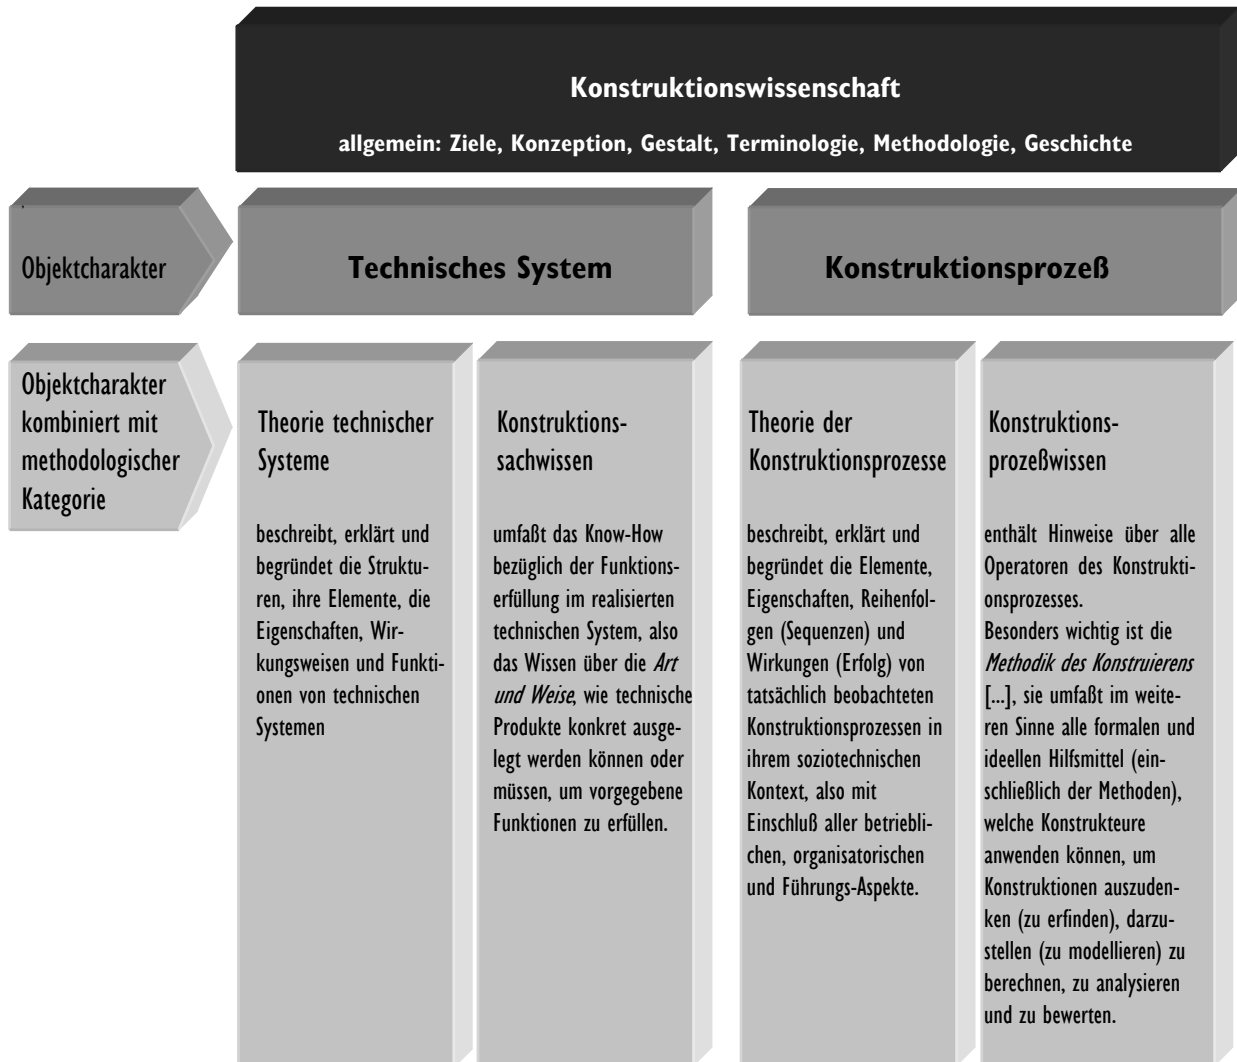 Konstruktionswissenschaft
allgemein: Ziele, Konzeption, Gestalt, Terminologie, Methodologie, Geschichte
Objektcharakter
Technisches System
Konstruktionsprozeß
Objektcharakter
kombiniert mit
methodologischer
Kategorie
Theorie technischer
Systeme
beschreibt, erklärt und
begründet die Struktu-
ren, ihre Elemente, die
Eigenschaften, Wir-
kungsweisen und Funkti-
onen von technischen
Systemen
Konstruktions-
sachwissen
umfaßt das Know-How
bezüglich der Funktions-
erfüllung im realisierten
technischen System, also
das Wissen über die Art
und Weise, wie technische
Produkte konkret ausge-
legt werden können oder
müssen, um vorgegebene
Funktionen zu erfüllen.
Theorie der
Konstruktionsprozesse
beschreibt, erklärt und
begründet die Elemente,
Eigenschaften, Reihenfol-
gen (Sequenzen) und
Wirkungen (Erfolg) von
tatsächlich beobachteten
Konstruktionsprozessen in
ihrem soziotechnischen
Kontext, also mit
Einschluß aller betriebli-
chen, organisatorischen
und Führungs-Aspekte.
Konstruktions-
prozeßwissen
enthält Hinweise über alle
Operatoren des Konstrukti-
onsprozesses.
Besonders wichtig ist die
Methodik des Konstruierens
[...], sie umfaßt im weite-
ren Sinne alle formalen und
ideellen Hilfsmittel (ein-
schließlich der Methoden),
welche Konstrukteure
anwenden können, um
Konstruktionen auszuden-
ken (zu erfinden), darzu-
stellen (zu modellieren) zu
berechnen, zu analysieren
und zu bewerten.